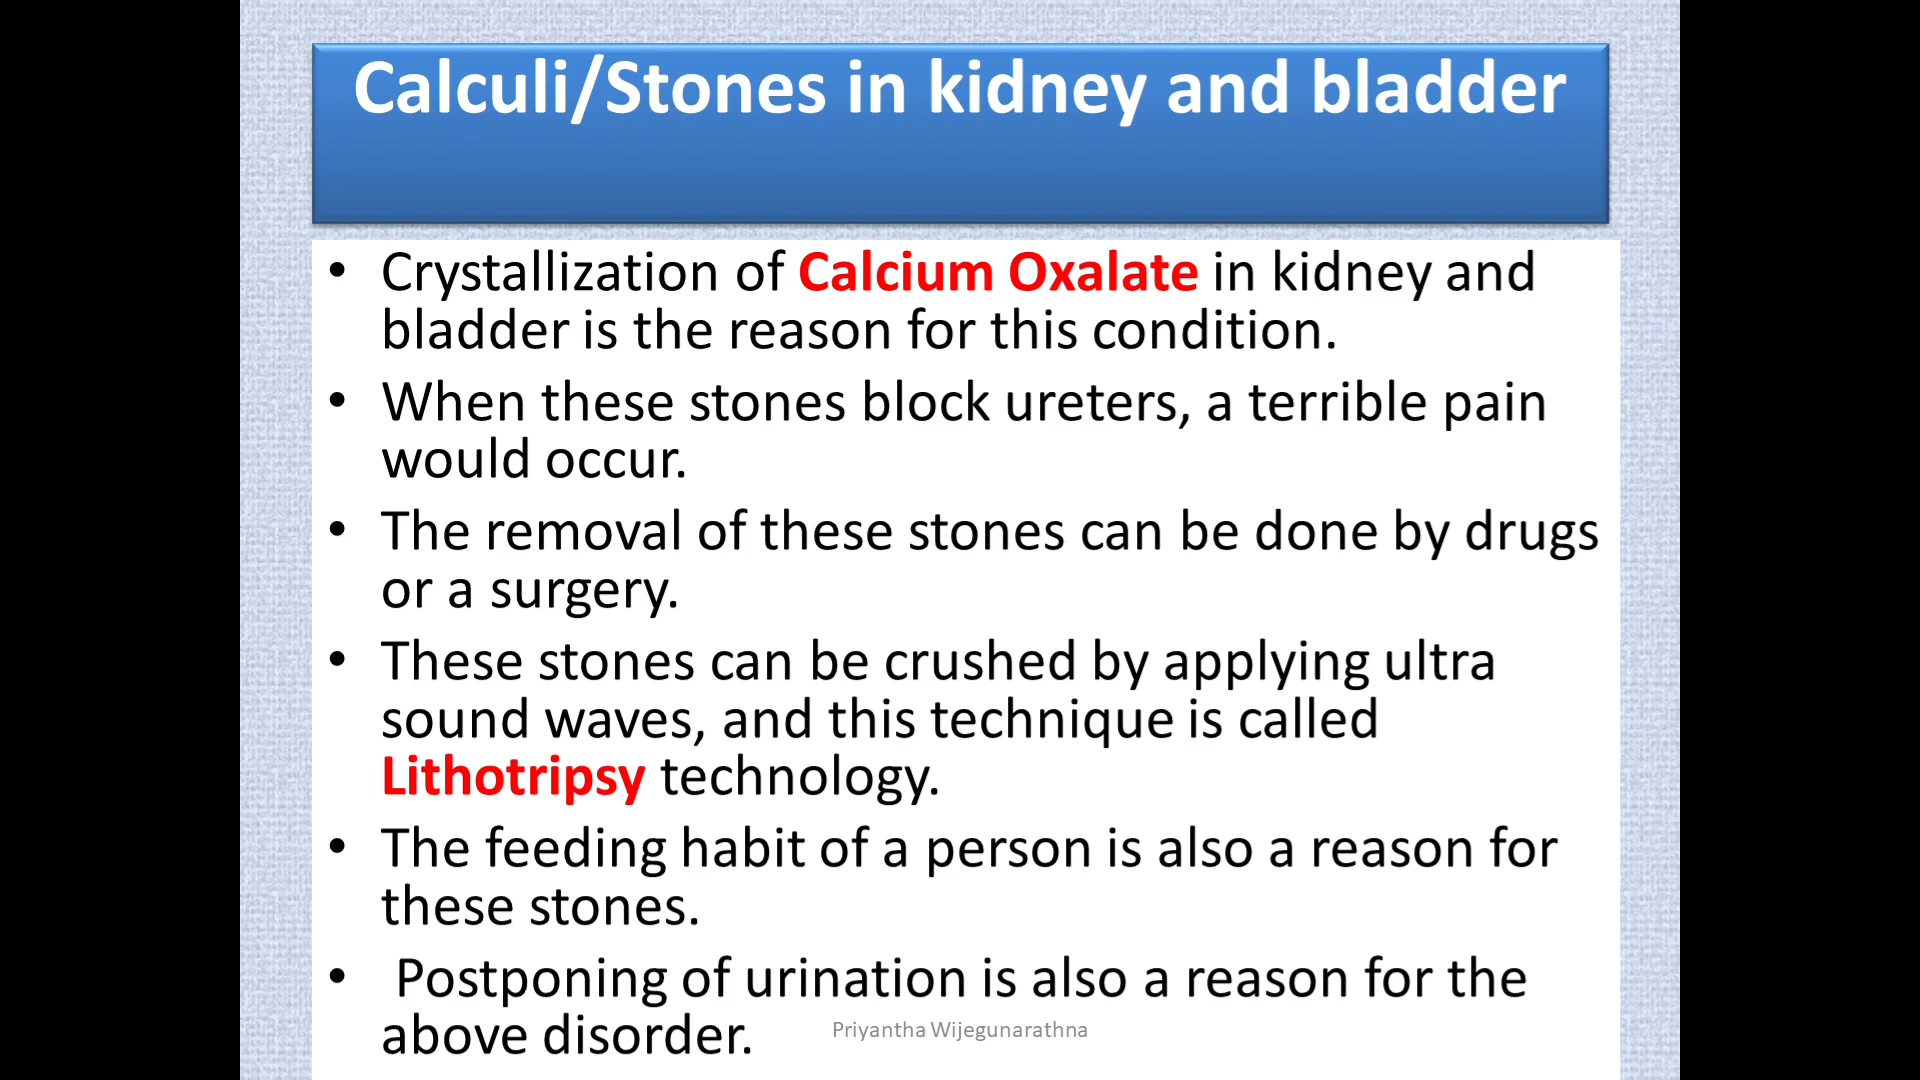 Calculi/Stones in kidney and bladder
• Crystallization of Calcium Oxalate in kidney and
bladder is the reason for this condition.
• When these stones block ureters, a terrible pain
would occur.
• The removal of these stones can be done by drugs
or a surgery.
• These stones can be crushed by applying ultra
sound waves, and this technique is called
Lithotripsy technology.
• The feeding habit of a person is also a reason for
these stones.
• Postponing of urination is also a reason for the
above disorder.
Priyantha Wijegunarathna